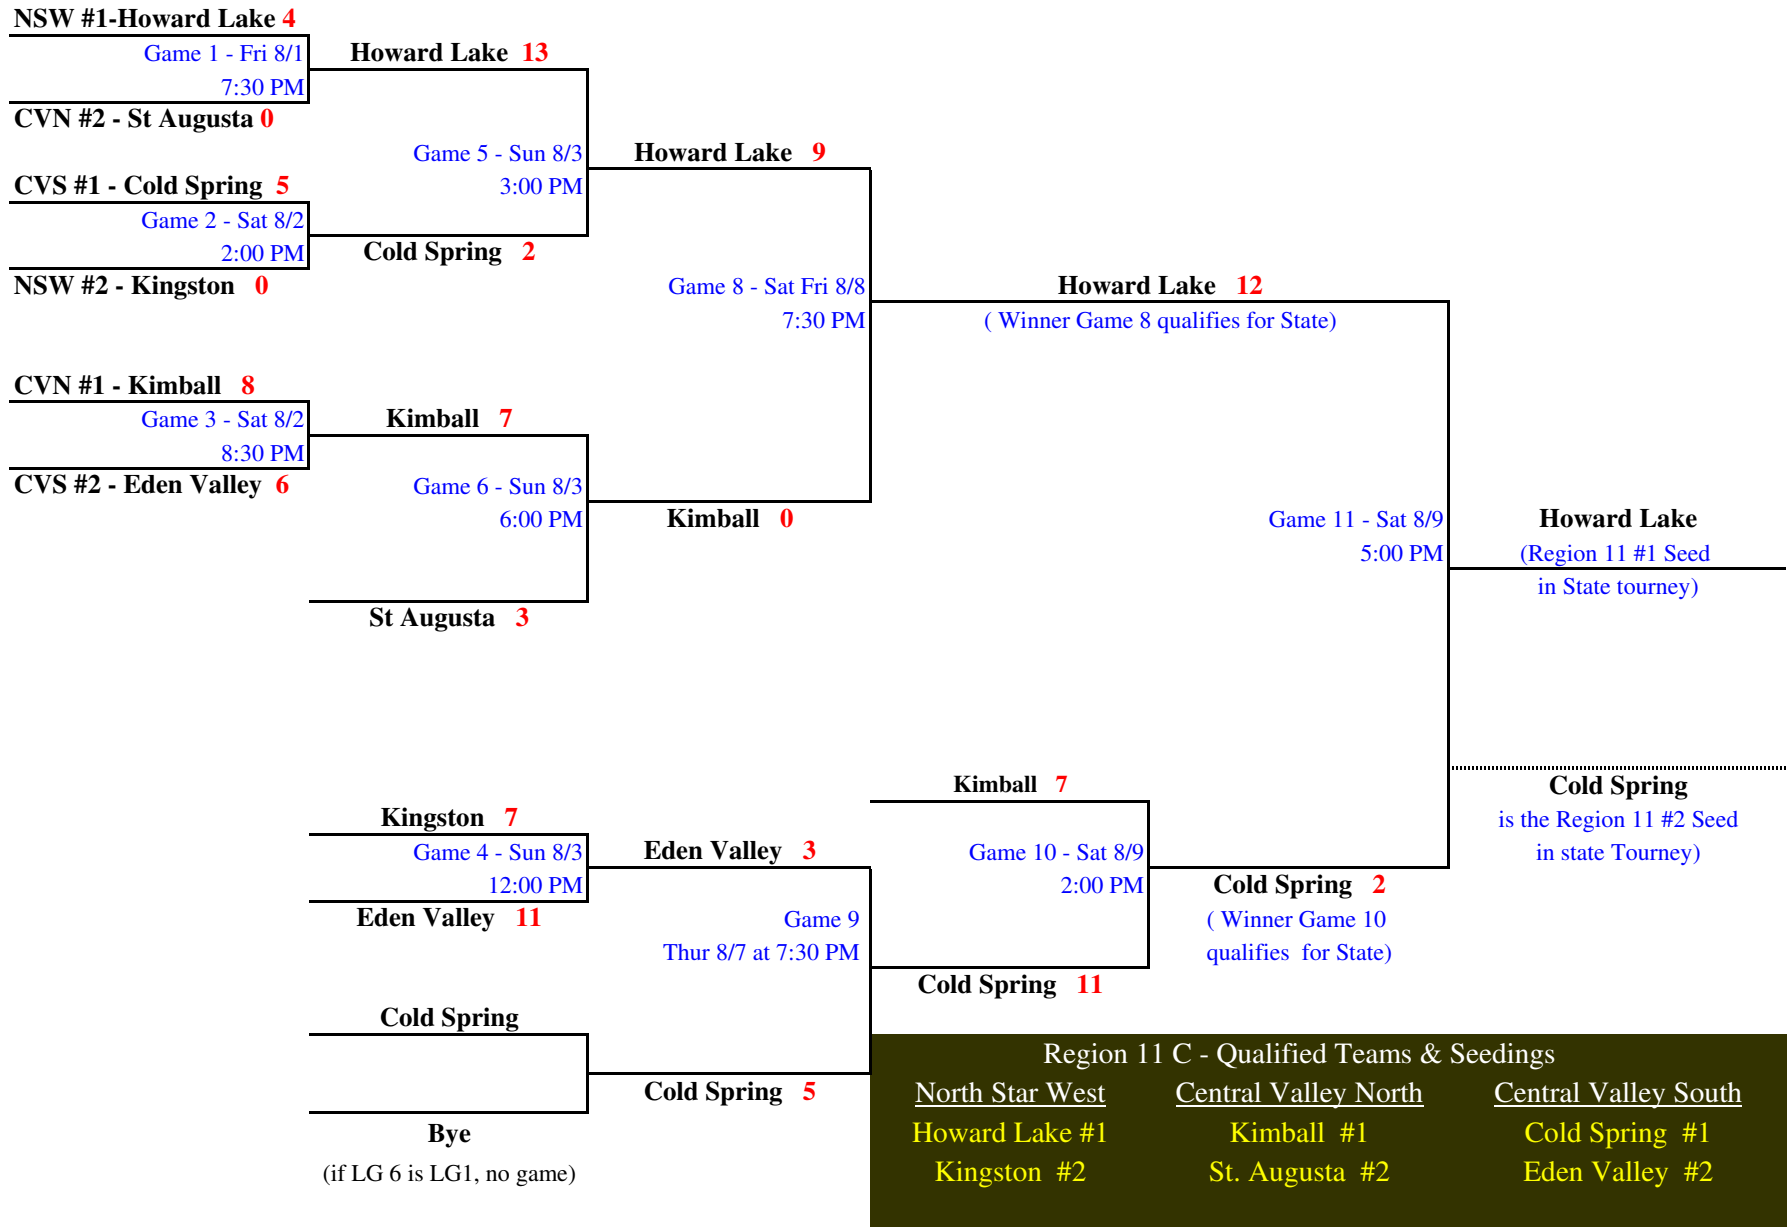 NSW #1-Howard Lake 4
Game 1 - Fri 8/1
7:30 PM
CVN #2 - St Augusta 0
Howard Lake 13
CVS #1 - Cold Spring 5
Game 2 - Sat 8/2
2:00 PM
NSW #2 - Kingston 0
Game 5 - Sun 8/3
3:00 PM
Cold Spring 2
Howard Lake 9
CVN #1 - Kimball 8
Game 3 - Sat 8/2
8:30 PM
CVS #2 - Eden Valley 6
Kimball 7
Game 6 - Sun 8/3
6:00 PM
St Augusta 3
Game 8 - Sat Fri 8/8
7:30 PM
Kimball 0
Howard Lake 12
( Winner Game 8 qualifies for State)
Game 11 - Sat 8/9
5:00 PM
Howard Lake
(Region 11 #1 Seed
in State tourney)
Kingston 7
Game 4 - Sun 8/3
12:00 PM
Eden Valley 11
Eden Valley 3
Game 9
Thur 8/7 at 7:30 PM
Cold Spring
Bye
(if LG 6 is LG1, no game)
Cold Spring 5
Kimball 7
Game 10 - Sat 8/9
2:00 PM
Cold Spring 11
Cold Spring 2
( Winner Game 10
qualifies for State)
Cold Spring
is the Region 11 #2 Seed
in state Tourney)
Region 11 C - Qualified Teams & Seedings
North Star West Central Valley North Central Valley South
Howard Lake #1 Kimball #1 Cold Spring #1
Kingston #2 St. Augusta #2 Eden Valley #2